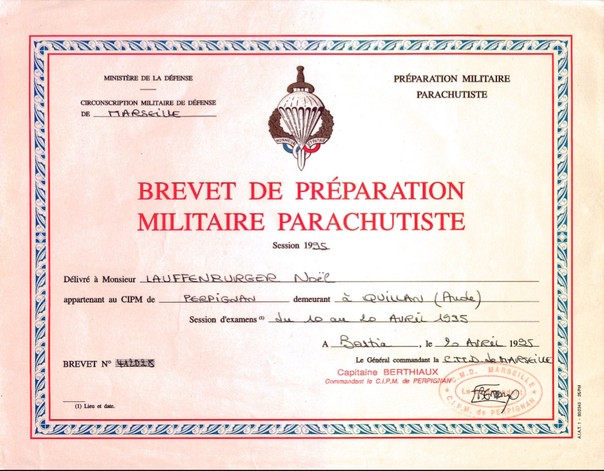 MINISTÈRE DE LA DÉFENSE
CIRCONSCRIPTION MILITAIRE DE DÉFENSE
DE MARSEILLE
PRÉPARATION MILITAIRE
PARACHUTISTE
BREVET DE PRÉPARATION
MILITAIRE PARACHUTISTE
Session 1995
Délivré à Monsieur LAUFFENBURGER Noël
appartenant au CIPM de PERPIGNAN demeurant à QUILLAN (Aude)
Session d'examens (1) du 10 au 20 AVRIL 1995
A Bastia, le 20 AVRIL 1995
Le Général commandant la C.M.D de MARSEILLE
BREVET N°
Capitaine BERTHIAUX
Commandant le C.I.P.M. de PERPIGNAN
M.D. MARSEILLE
C.I.P.M. de PERPIGNAN
(1) Lieu et date.